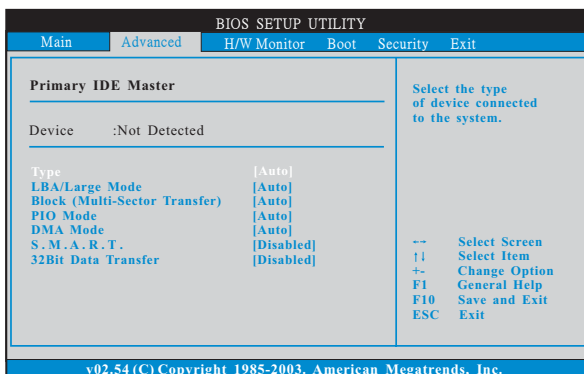 BIOS SETUP UTILITY
Main Advanced H/W Monitor Boot Security Exit
Primary IDE Master
Device :Not Detected
Type [Auto]
LBA/Large Mode [Auto]
Block (Multi-Sector Transfer) [Auto]
PIO Mode [Auto]
DMA Mode [Auto]
S.M.A.R.T. [Disabled]
32Bit Data Transfer [Disabled]
Select the type
of device connected
to the system.
↔ Select Screen
↑↓ Select Item
+- Change Option
F1 General Help
F10 Save and Exit
ESC Exit
v02.54 (C) Copyright 1985-2003, American Megatrends, Inc.